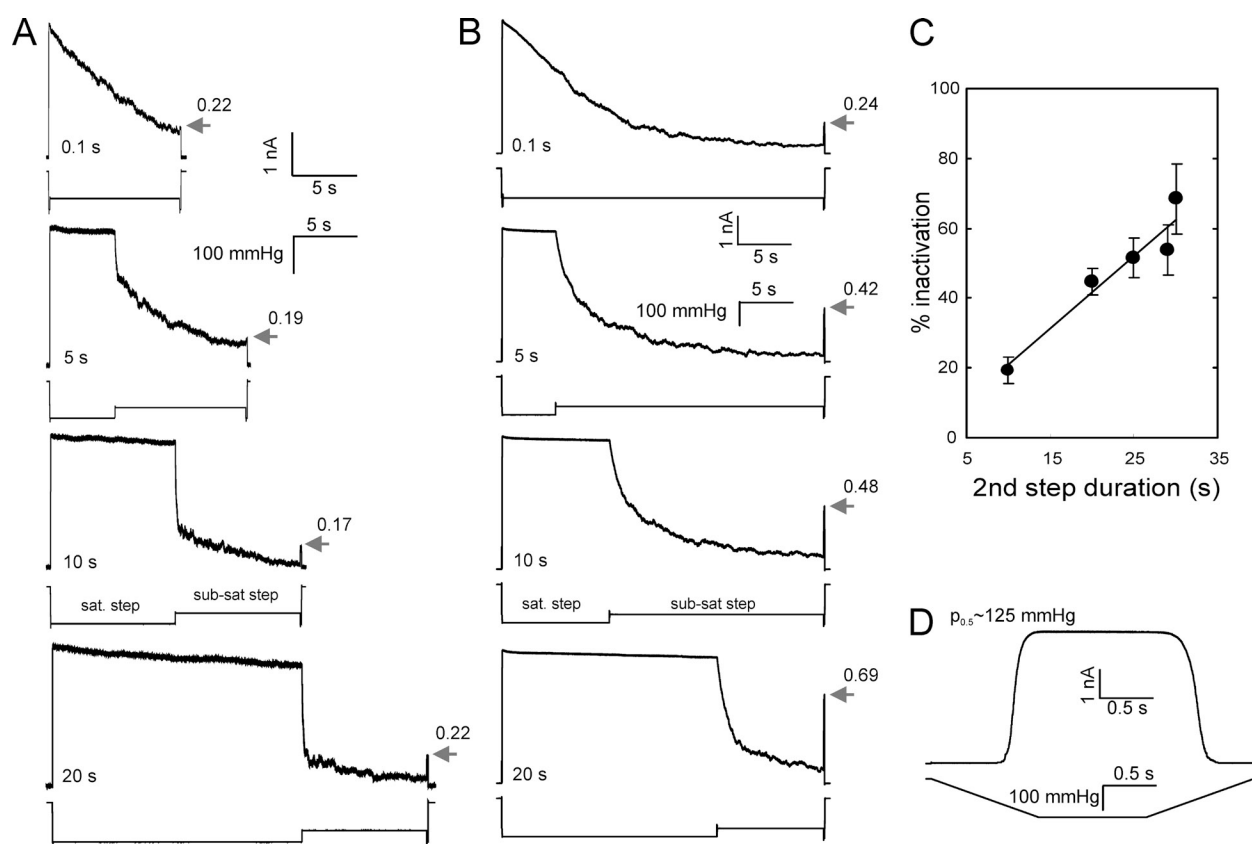 A
0.22
0.1 s
1 nA
5 s
5 s
100 mmHg
0.19
5 s
0.17
10 s
sat. step
sub-sat step
0.22
20 s
B
0.24
0.1 s
1 nA
5 s
5 s
100 mmHg
0.42
5 s
0.48
10 s
sat. step
sub-sat step
0.69
20 s
C
100
80
60
40
20
0
% inactivation
5
15
25
35
2nd step duration (s)
D
p0.5~125 mmHg
1 nA
0.5 s
0.5 s
100 mmHg